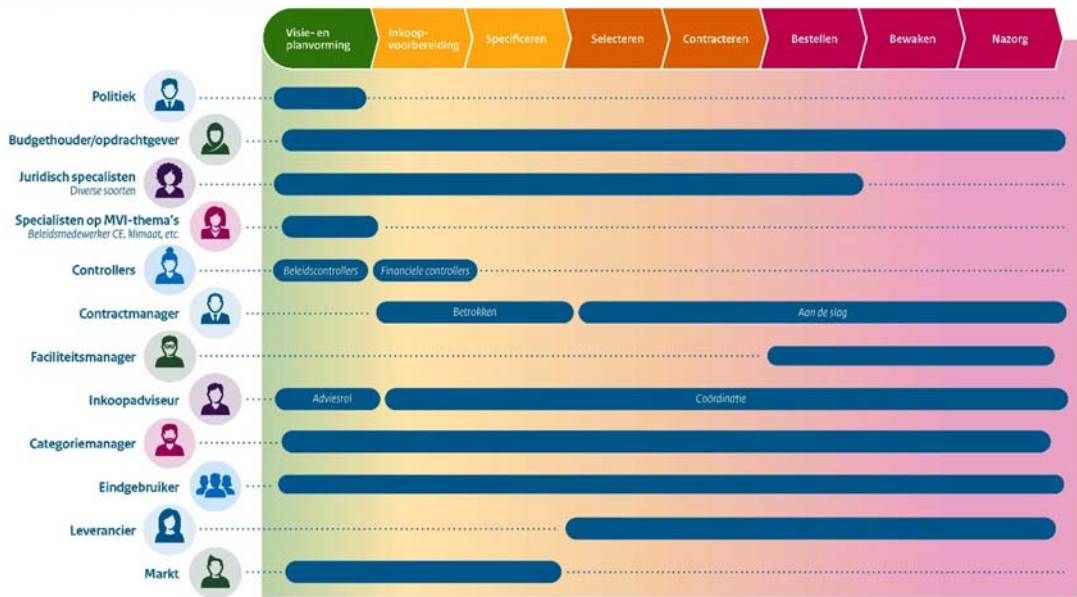 Visie- en
planvorming
Inkoop-
voorbereiding
Specificeren
Selecteren
Contracteren
Bestellen
Bewaken
Nazorg
Politiek
Budgethouder/opdrachtgever
Juridisch specalisten
Diverse soorten
Specialisten op MVI-thema's
Beleidsmedewerker CE, klimaat, etc.
Controllers
Beleidscontrollers
Financiele controllers
Contractmanager
Betrokken
Aan de slag
Faciliteitsmanager
Inkoopadviseur
Adviesrol
Coördinatie
Categoriemanager
Eindgebruiker
Leverancier
Markt